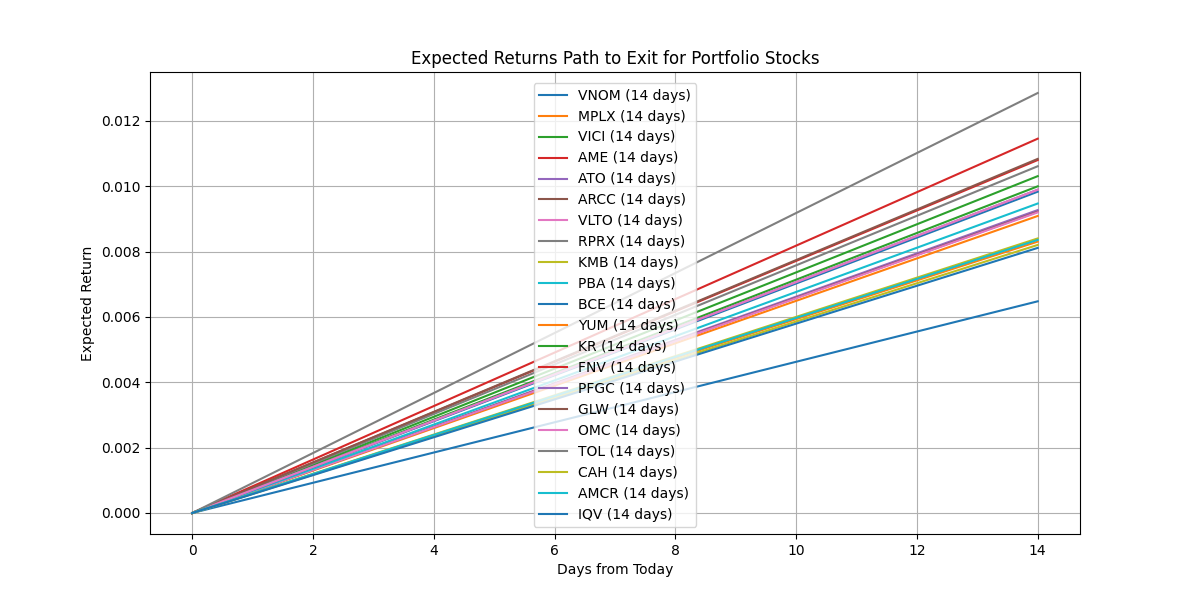 Expected Returns Path to Exit for Portfolio Stocks
Expected Return
0.012
0.010
0.008
0.006
0.004
0.002
0.000
VNOM (14 days)
MPLX (14 days)
VICI (14 days)
AME (14 days)
ATO (14 days)
ARCC (14 days)
VLTO (14 days)
RPRX (14 days)
KMB (14 days)
PBA (14 days)
BCE (14 days)
YUM (14 days)
KR (14 days)
FNV (14 days)
PFGC (14 days)
GLW (14 days)
OMC (14 days)
TOL (14 days)
CAH (14 days)
AMCR (14 days)
IQV (14 days)
0 2 4 6 8 10 12 14
Days from Today